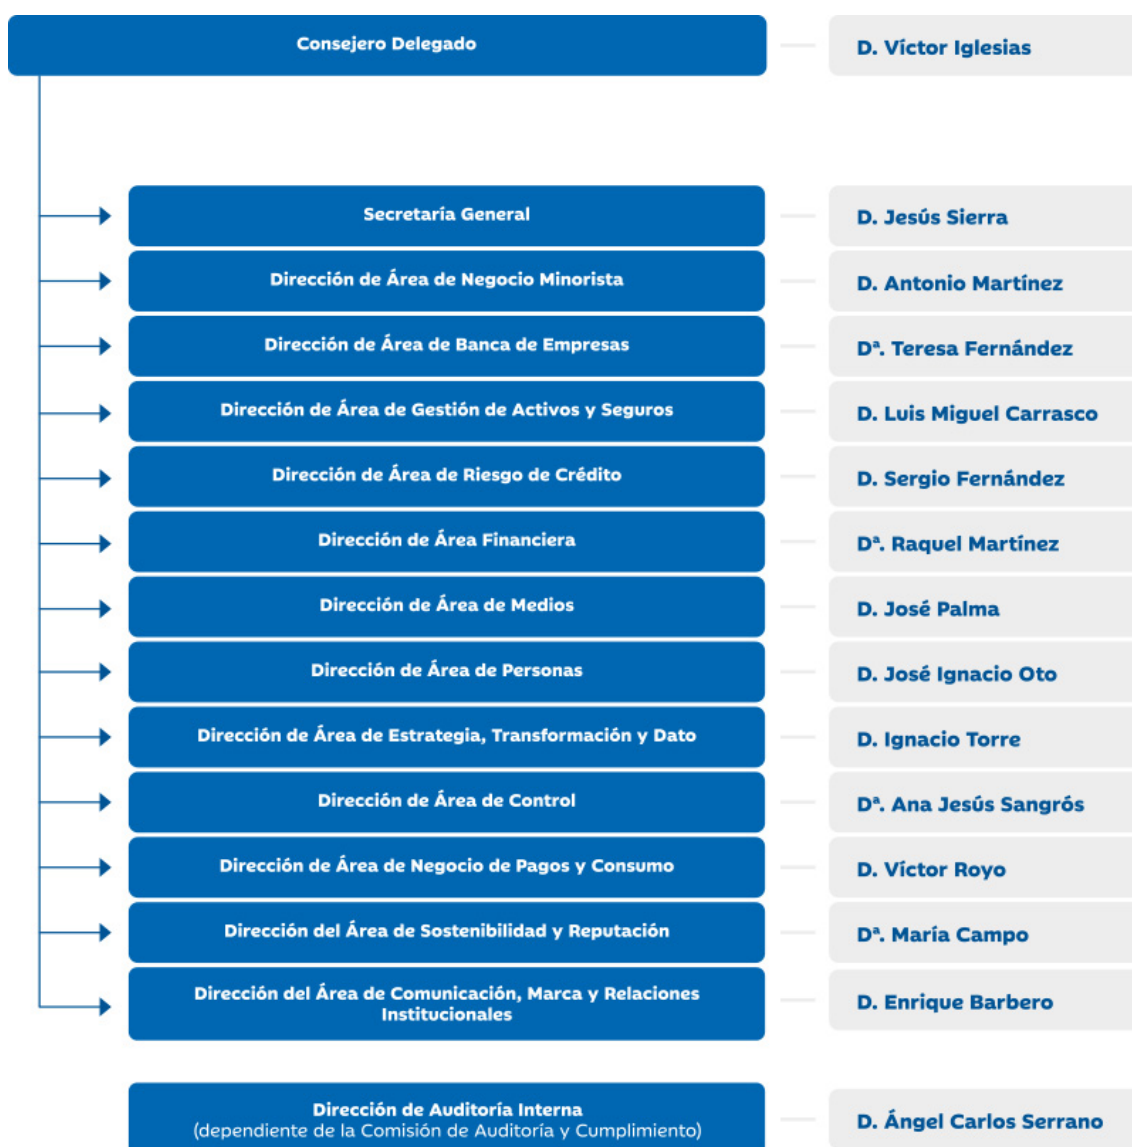 Consejero Delegado
D. Víctor Iglesias
Secretaría General
D. Jesús Sierra
Dirección de Área de Negocio Minorista
D. Antonio Martínez
Dirección de Área de Banca de Empresas
Dª. Teresa Fernández
Dirección de Área de Gestión de Activos y Seguros
D. Luis Miguel Carrasco
Dirección de Área de Riesgo de Crédito
D. Sergio Fernández
Dirección de Área Financiera
Dª. Raquel Martínez
Dirección de Área de Medios
D. José Palma
Dirección de Área de Personas
D. José Ignacio Oto
Dirección de Área de Estrategia, Transformación y Dato
D. Ignacio Torre
Dirección de Área de Control
Dª. Ana Jesús Sangrós
Dirección de Área de Negocio de Pagos y Consumo
D. Víctor Royo
Dirección del Área de Sostenibilidad y Reputación
Dª. María Campo
Dirección del Área de Comunicación, Marca y Relaciones
Institucionales
D. Enrique Barbero
Dirección de Auditoría Interna
(dependiente de la Comisión de Auditoría y Cumplimiento)
D. Ángel Carlos Serrano